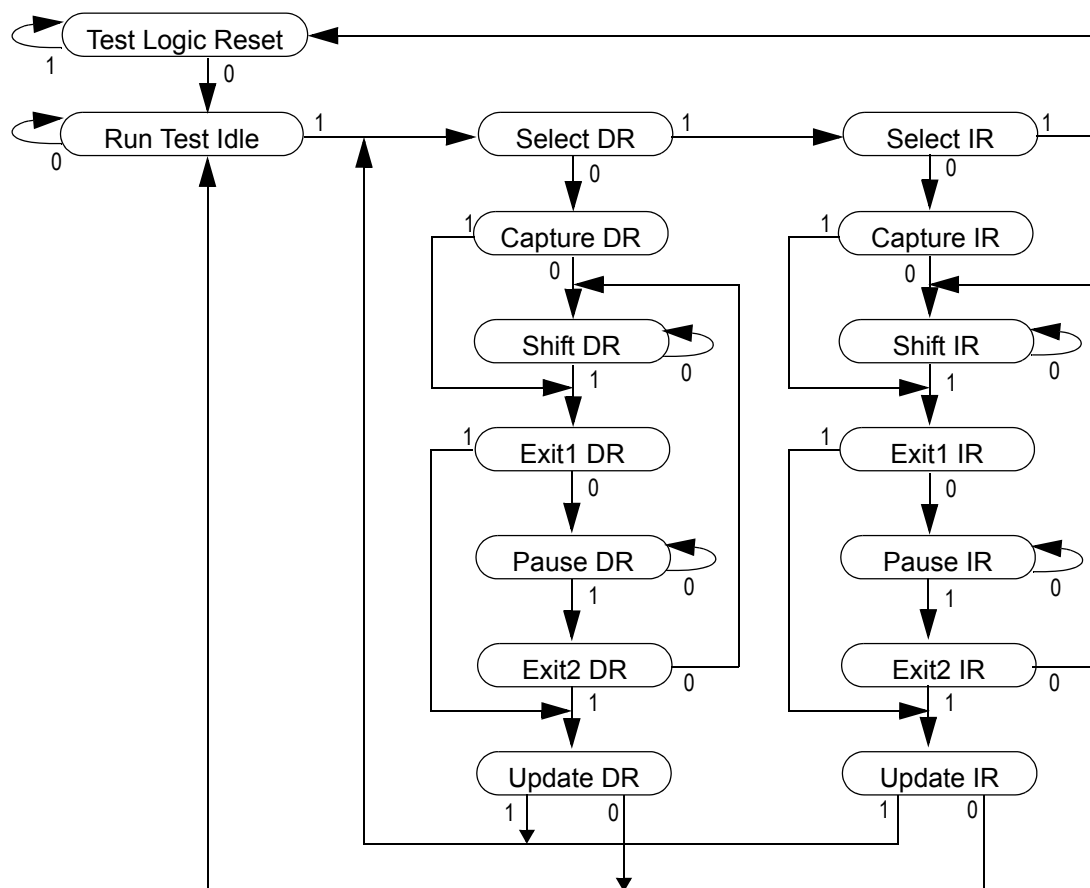 Test Logic Reset
1
0
Run Test Idle
1
0
Select DR
1
0
Select IR
1
0
Capture DR
1
0
Capture IR
1
0
Shift DR
0
1
Shift IR
0
1
Exit1 DR
1
0
Exit1 IR
1
0
Pause DR
0
1
Pause IR
0
1
Exit2 DR
0
1
Exit2 IR
0
1
Update DR
1
0
Update IR
1
0